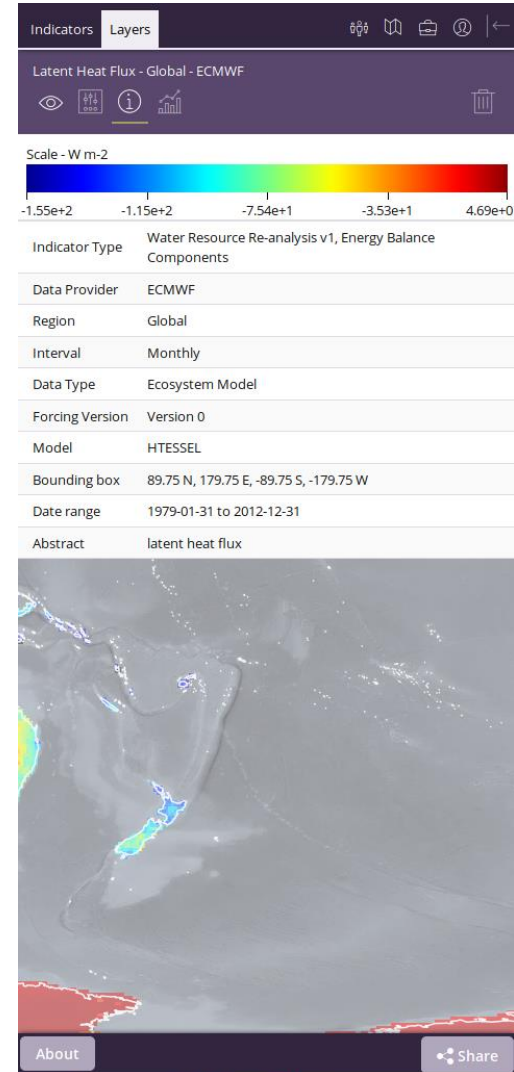 Indicators Layers
Latent Heat Flux - Global - ECMWF
Scale - W m-2
-1.55e+2 -1.15e+2 -7.54e+1 -3.53e+1 4.69e+0
Indicator Type Water Resource Re-analysis v1, Energy Balance
Components
Data Provider ECMWF
Region Global
Interval Monthly
Data Type Ecosystem Model
Forcing Version Version 0
Model HTESSEL
Bounding box 89.75 N, 179.75 E, -89.75 S, -179.75 W
Date range 1979-01-31 to 2012-12-31
Abstract latent heat flux
About Share